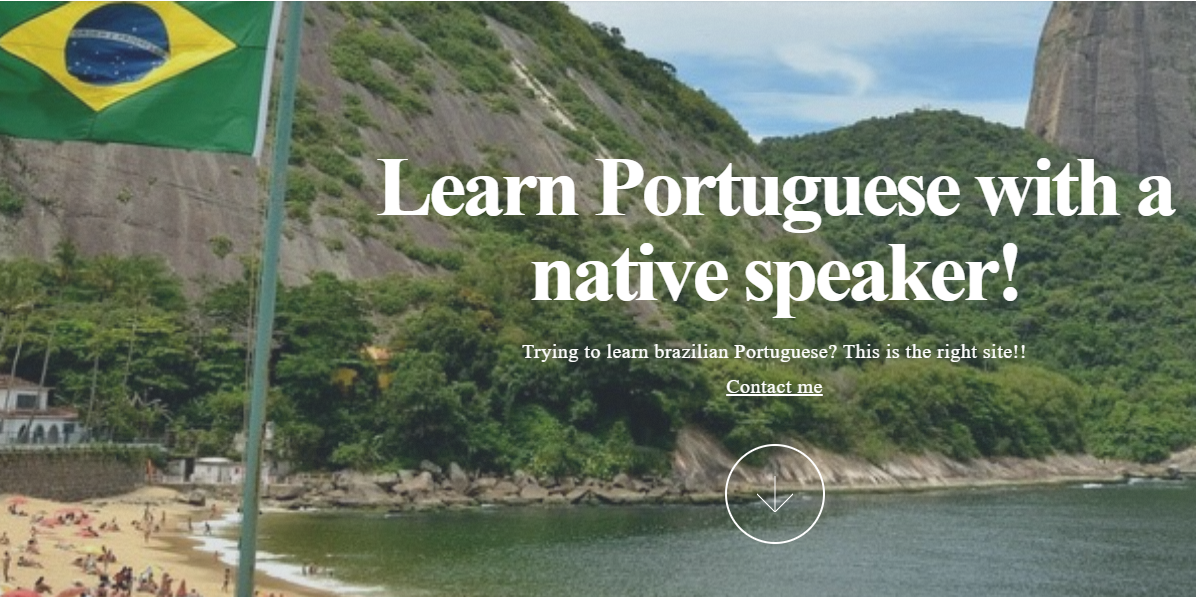 Learn Portuguese with a
native speaker!
Trying to learn brazilian Portuguese? This is the right site!!
Contact me